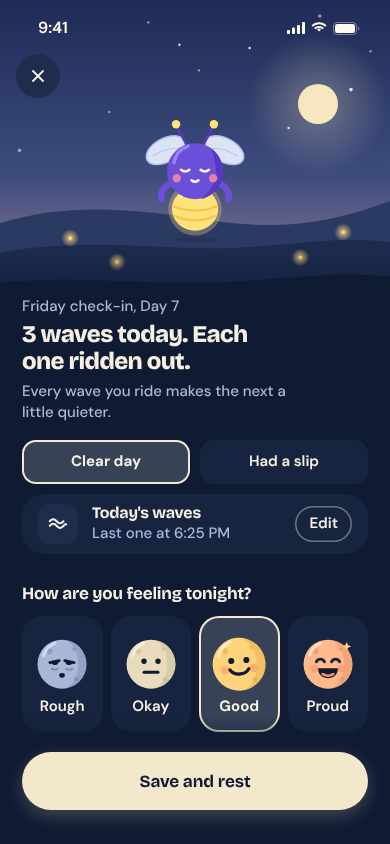 9:41
Friday check-in, Day 7
3 waves today. Each
one ridden out.
Every wave you ride makes the next a
little quieter.
Clear day
Had a slip
Today's waves
Last one at 6:25 PM
Edit
How are you feeling tonight?
Rough
Okay
Good
Proud
Save and rest